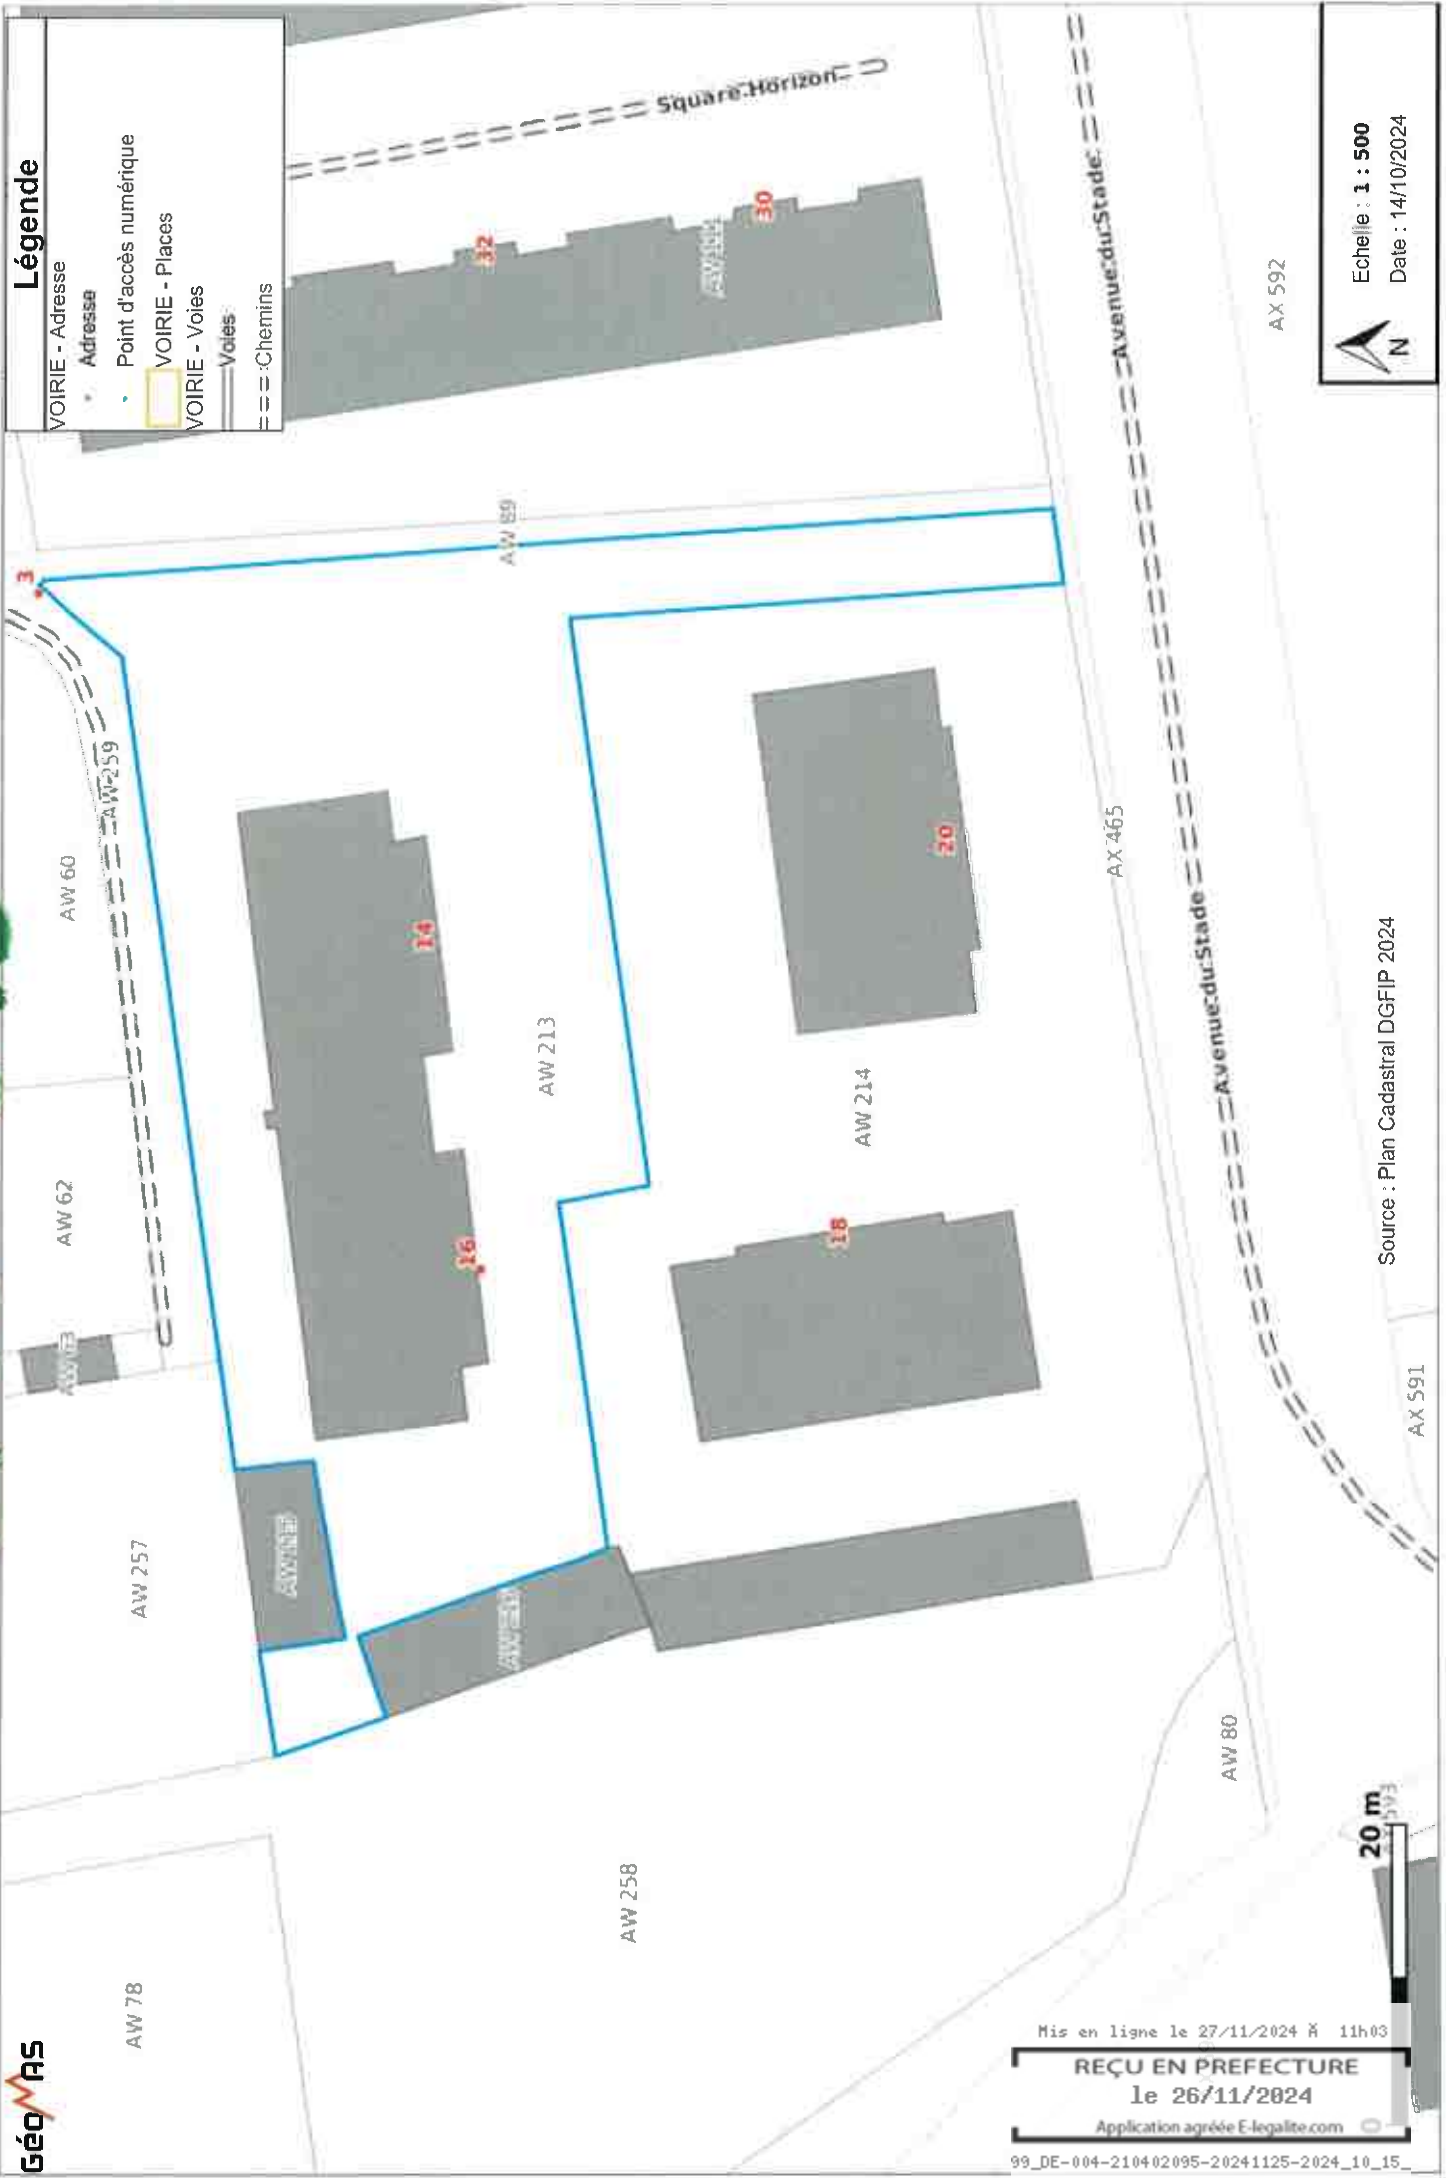 GéoMAS
Légende
VOIRIE - Adresse
Adresse
Point d'accès numérique
VOIRIE - Places
VOIRIE - Voies
Voies
Chemins
Square Horizon
3
32
30
AW 89
AW 259
AW 60
AW 62
AW 63
AW 257
AW 78
14
16
AW 213
AW 214
20
18
AW 258
AW 80
AX 465
Avenue du Stade
Avenue du Stade
AX 592
AX 591
Source : Plan Cadastral DGFIP 2024
Echelle : 1 : 500
Date : 14/10/2024
N
20 m
0
Mis en ligne le 27/11/2024 Ã 11h03
REÇU EN PREFECTURE
le 26/11/2024
Application agréée E-legalite.com
99_DE-004-210402095-20241125-2024_10_15_